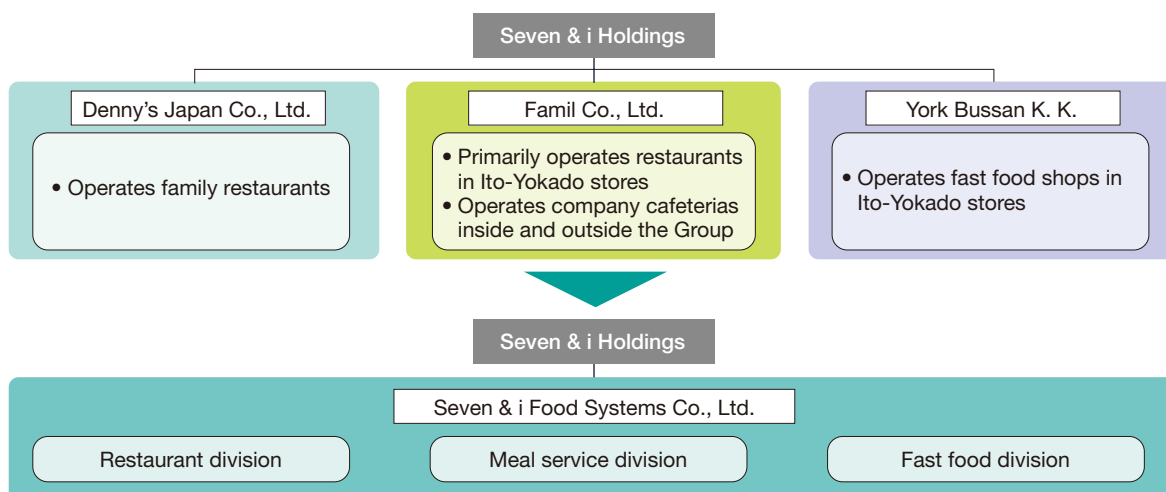 Seven & i Holdings
Denny's Japan Co., Ltd.
• Operates family restaurants
Famil Co., Ltd.
• Primarily operates restaurants
in Ito-Yokado stores
• Operates company cafeterias
inside and outside the Group
York Bussan K. K.
• Operates fast food shops in
Ito-Yokado stores
Seven & i Holdings
Seven & i Food Systems Co., Ltd.
Restaurant division
Meal service division
Fast food division